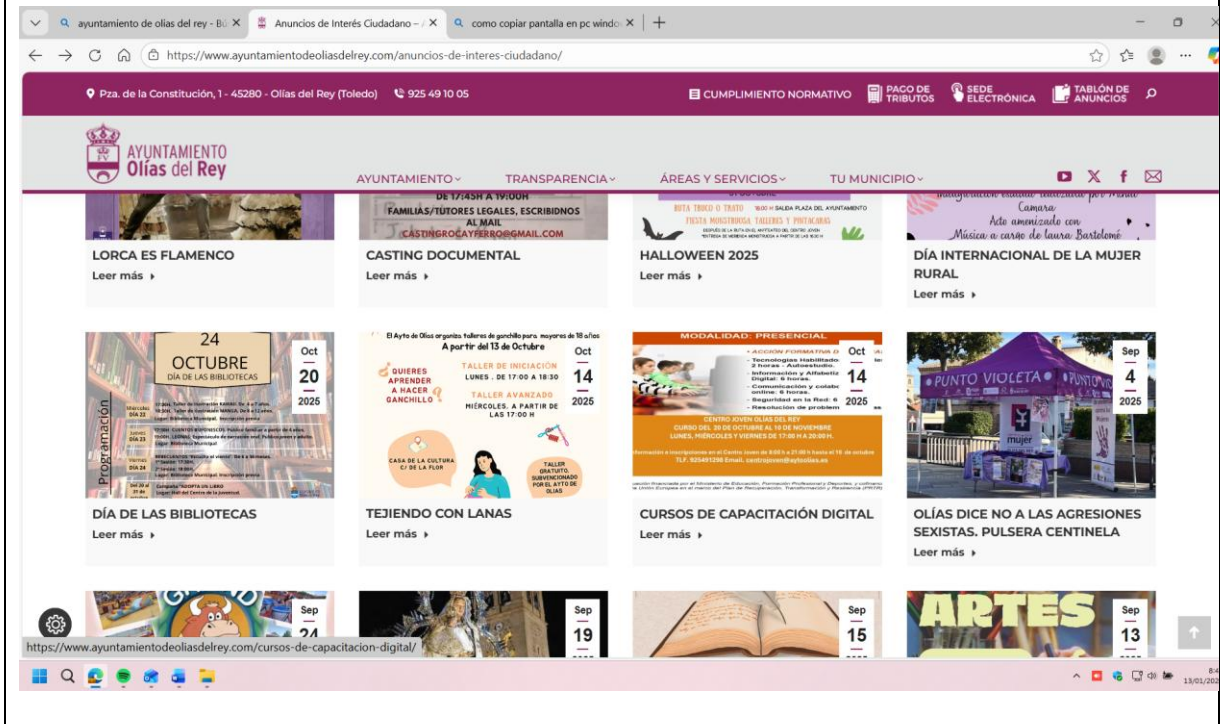 ayuntamiento de olias del rey - Bú
Anuncios de Interés Ciudadano –
como copiar pantalla en pc windo
https://www.ayuntamientodeoliasdelrey.com/anuncios-de-interes-ciudadano/
Pza. de la Constitución, 1 - 45280 - Olías del Rey (Toledo) 925 49 10 05
CUMPLIMIENTO NORMATIVO
PAGO DE TRIBUTOS
SEDE ELECTRÓNICA
TABLÓN DE ANUNCIOS
AYUNTAMIENTO
Olías del Rey
AYUNTAMIENTO TRANSPARENCIA ÁREAS Y SERVICIOS TU MUNICIPIO
DE 17:45H A 19:00H
FAMILIAS/TUTORES LEGALES, ESCRIBIDNOS
AL MAIL
CASTINGROCAYFERRO@GMAIL.COM
RUTA TRUCO O TRATO 18:00 H SALIDA PLAZA DEL AYUNTAMIENTO
FIESTA MONSTRUOSA TALLERES Y PINTACARAS
Camara
Acto amenizado con
Música a cargo de laura Bartolomé
LORCA ES FLAMENCO
Leer más
CASTING DOCUMENTAL
Leer más
HALLOWEEN 2025
Leer más
DÍA INTERNACIONAL DE LA MUJER
RURAL
Leer más
24
OCTUBRE
DÍA DE LAS BIBLIOTECAS
Programación
Oct
20
2025
El Ayto de Olías organiza talleres de ganchillo para mayores de 18 años
A partir del 13 de Octubre
¿QUIERES
APRENDER
A HACER
GANCHILLO?
TALLER DE INICIACIÓN
LUNES . DE 17:00 A 18:30
TALLER AVANZADO
MIÉRCOLES. A PARTIR DE
LAS 17:00 H
CASA DE LA CULTURA
C/ DE LA FLOR
TALLER
GRATUITO,
SUBVENCIONADO
POR EL AYTO DE
OLIAS
Oct
14
2025
MODALIDAD: PRESENCIAL
CENTRO JOVEN OLÍAS DEL REY
CURSO DEL 20 DE OCTUBRE AL 10 DE NOVIEMBRE
LUNES, MIÉRCOLES Y VIERNES DE 17:00 H A 20:00 H.
Oct
14
2025
PUNTO VIOLETA
mujer
Sep
4
2025
DÍA DE LAS BIBLIOTECAS
Leer más
TEJIENDO CON LANAS
Leer más
CURSOS DE CAPACITACIÓN DIGITAL
Leer más
OLÍAS DICE NO A LAS AGRESIONES
SEXISTAS. PULSERA CENTINELA
Leer más
Sep
24
Sep
19
Sep
15
ARTES
Sep
13
https://www.ayuntamientodeoliasdelrey.com/cursos-de-capacitacion-digital/
13/01/202